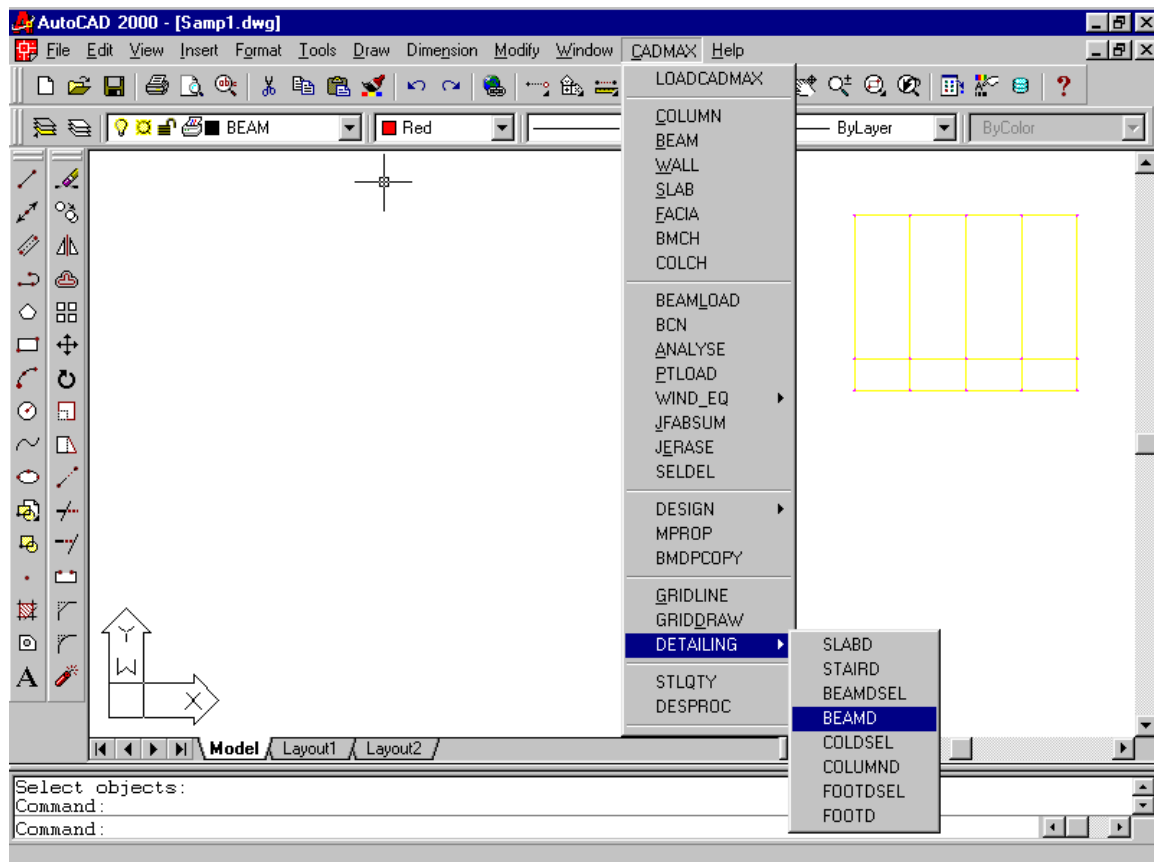 AutoCAD 2000 - [Samp1.dwg]
File Edit View Insert Format Tools Draw Dimension Modify Window CADMAX Help
BEAM Red ByLayer ByColor
LOADCADMAX
COLUMN
BEAM
WALL
SLAB
FACIA
BMCH
COLCH
BEAMLOAD
BCN
ANALYSE
PTLOAD
WIND_EQ
JFABSUM
JERASE
SELDEL
DESIGN
MPROP
BMDPCOPY
GRIDLINE
GRIDDRAW
DETAILING
STLQTY
DESPROC
SLABD
STAIRD
BEAMDSEL
BEAMD
COLDSEL
COLUMND
FOOTDSEL
FOOTD
A
Y
W
X
Model Layout1 Layout2
Select objects:
Command:
Command: